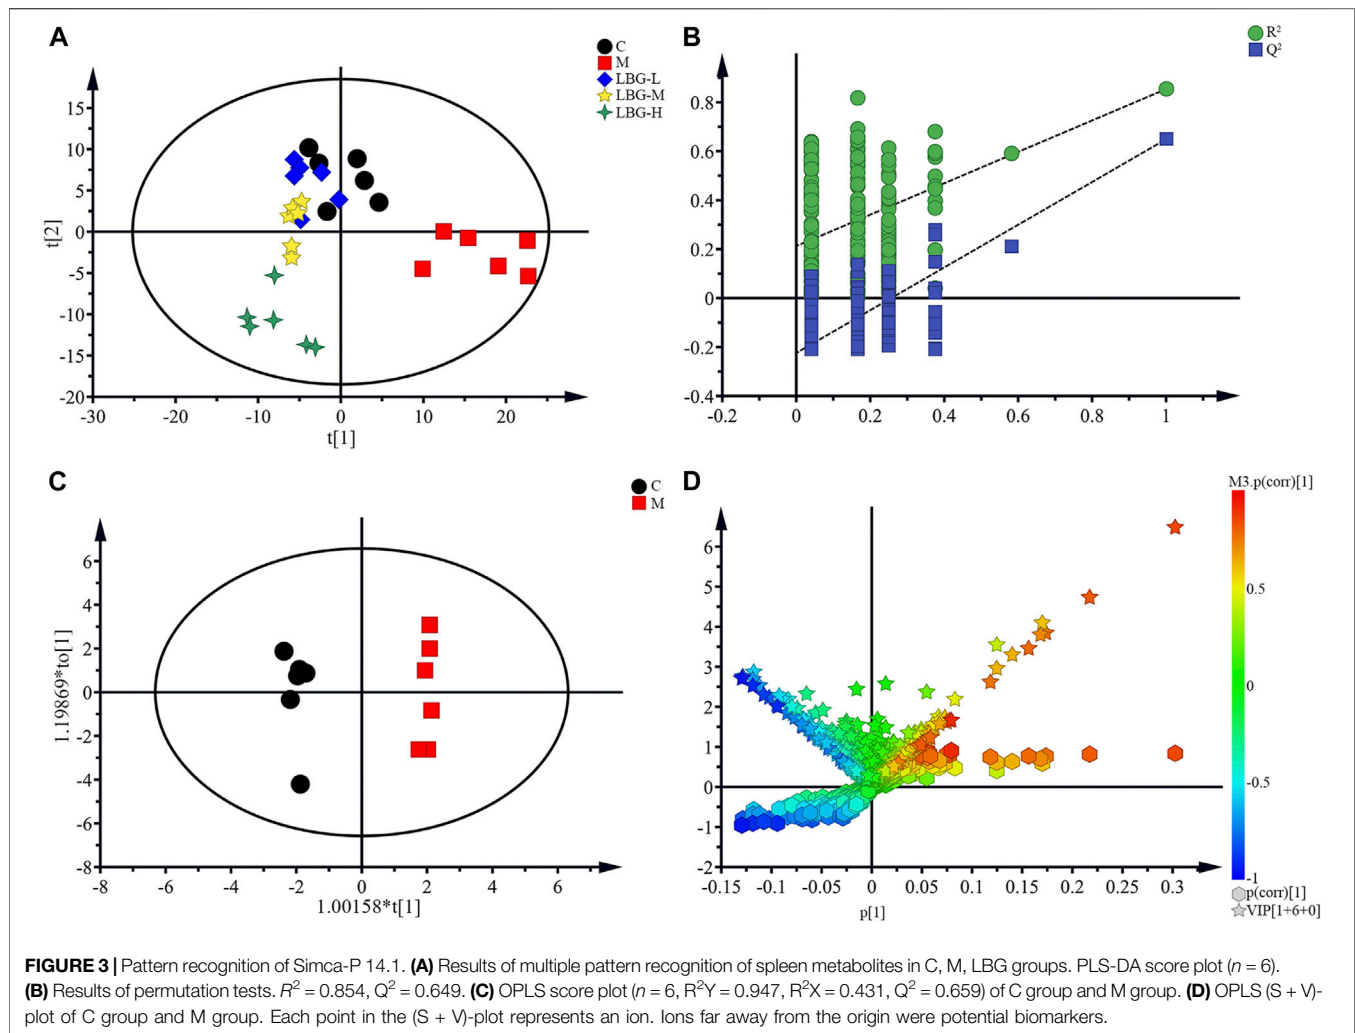 A
C
M
LBG-L
LBG-M
LBG-H
15
10
5
0
-5
-10
-15
-20
t[2]
-30 -20 -10 0 10 20
t[1]
B
R²
Q²
0.8
0.6
0.4
0.2
0
-0.2
-0.4
-0.2 0 0.2 0.4 0.6 0.8 1
C
C
M
6
4
2
0
-2
-4
-6
-8
1.19869*to[1]
-8 -6 -4 -2 0 2 4 6
1.00158*t[1]
D
M3.p(corr)[1]
6
5
4
3
2
1
0
-1
-2
-0.15 -0.1 -0.05 0 0.05 0.1 0.15 0.2 0.25 0.3
p[1]
0.5
0
-0.5
-1
p(corr)[1]
VIP[1+6+0]
FIGURE 3 | Pattern recognition of Simca-P 14.1. (A) Results of multiple pattern recognition of spleen metabolites in C, M, LBG groups. PLS-DA score plot (n = 6).
(B) Results of permutation tests. R² = 0.854, Q² = 0.649. (C) OPLS score plot (n = 6, R²Y = 0.947, R²X = 0.431, Q² = 0.659) of C group and M group. (D) OPLS (S + V)-
plot of C group and M group. Each point in the (S + V)-plot represents an ion. Ions far away from the origin were potential biomarkers.